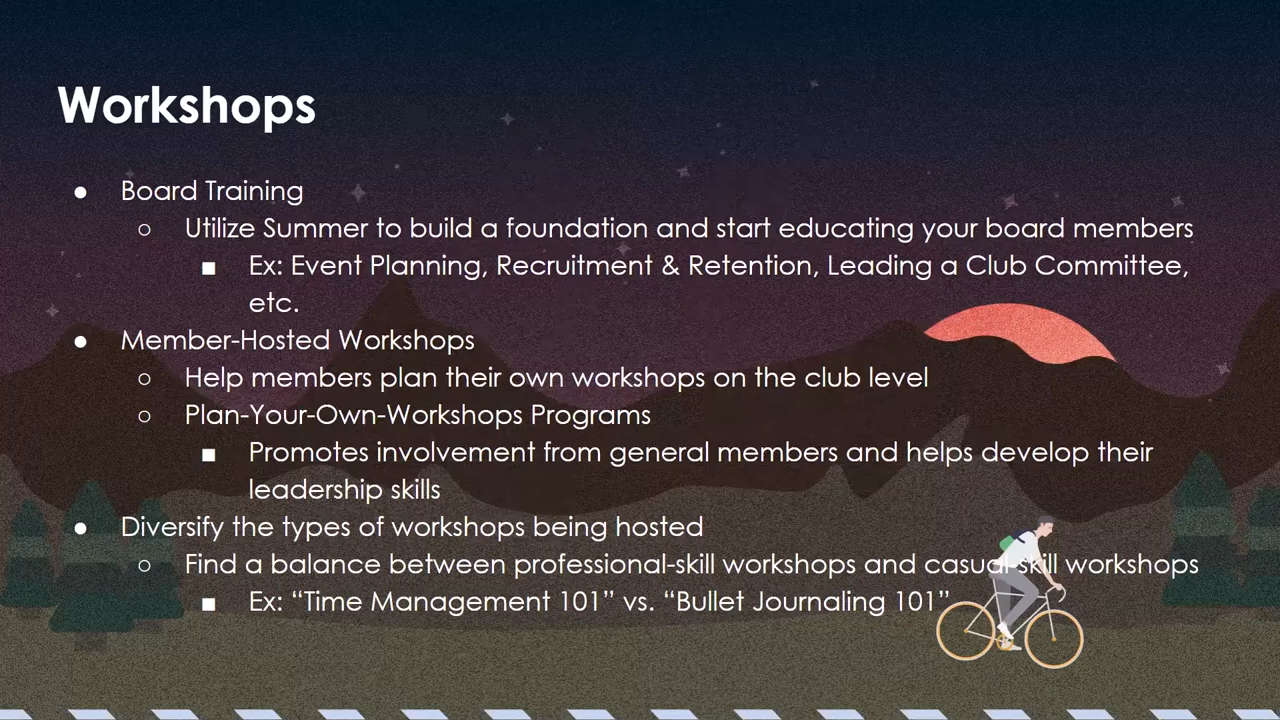 Workshops
● Board Training
○ Utilize Summer to build a foundation and start educating your board members
■ Ex: Event Planning, Recruitment & Retention, Leading a Club Committee,
etc.
● Member-Hosted Workshops
○ Help members plan their own workshops on the club level
○ Plan-Your-Own-Workshops Programs
■ Promotes involvement from general members and helps develop their
leadership skills
● Diversify the types of workshops being hosted
○ Find a balance between professional-skill workshops and casual-skill workshops
■ Ex: “Time Management 101” vs. “Bullet Journaling 101”